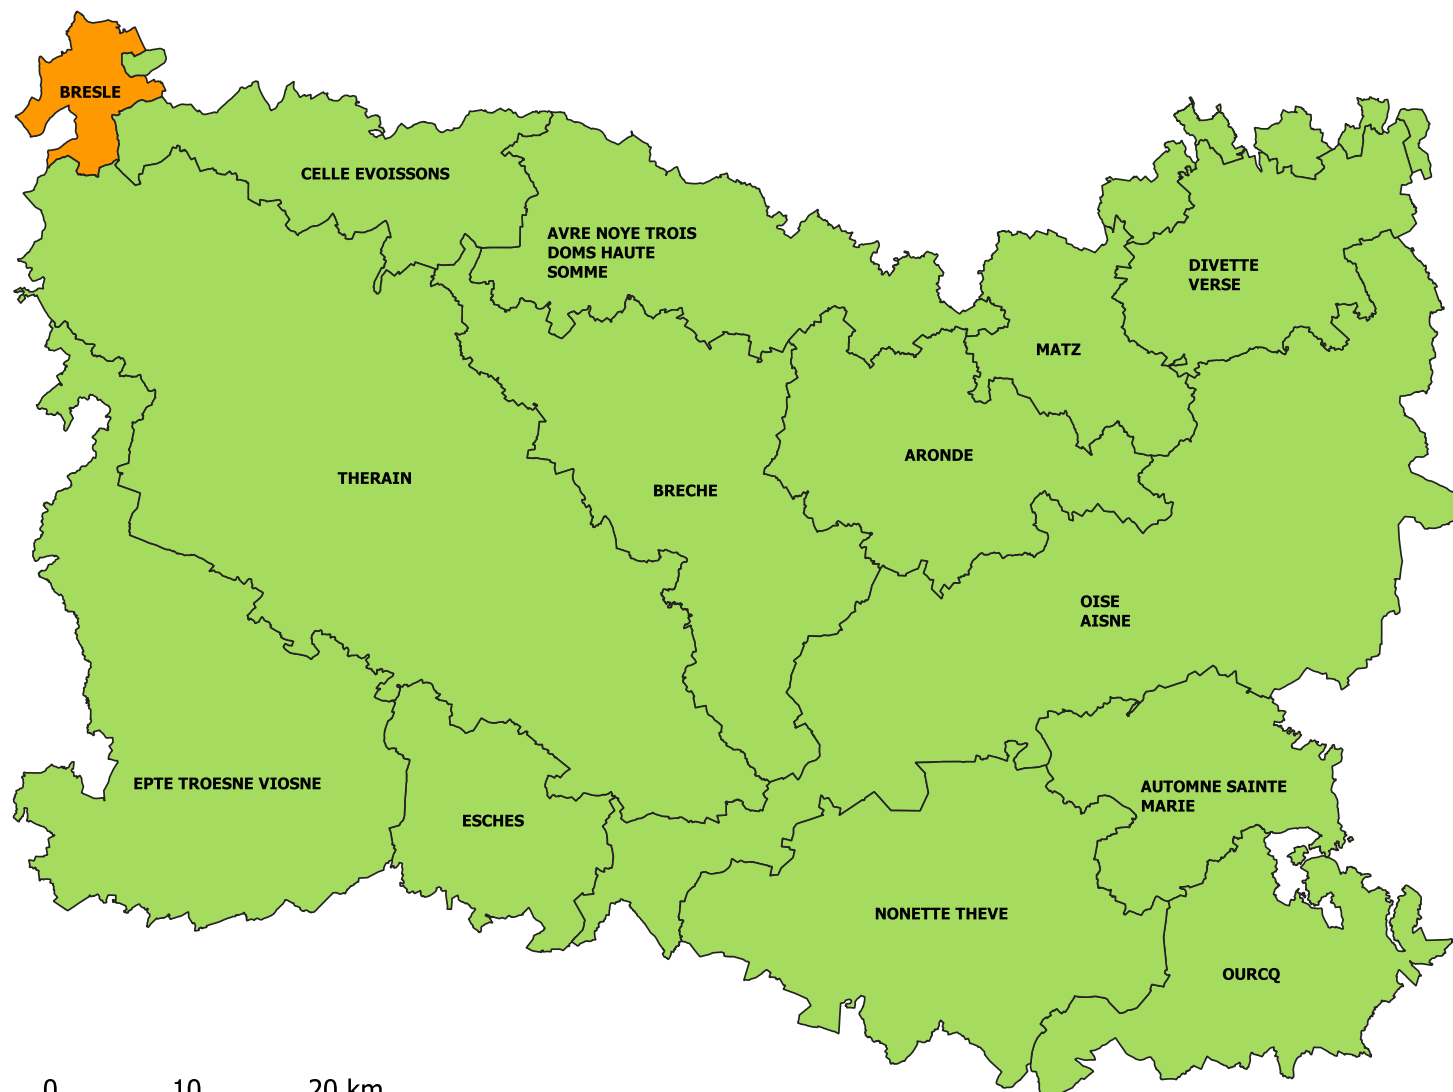 BRESLE
CELLE EVOISSONS
AVRE NOYE TROIS
DOMS HAUTE
SOMME
DIVETTE
VERSE
MATZ
ARONDE
THERAIN
BRECHE
OISE
AISNE
EPTE TROESNE VIOSNE
AUTOMNE SAINTE
MARIE
ESCHES
NONETTE THEVE
OURCQ
0 10 20 km